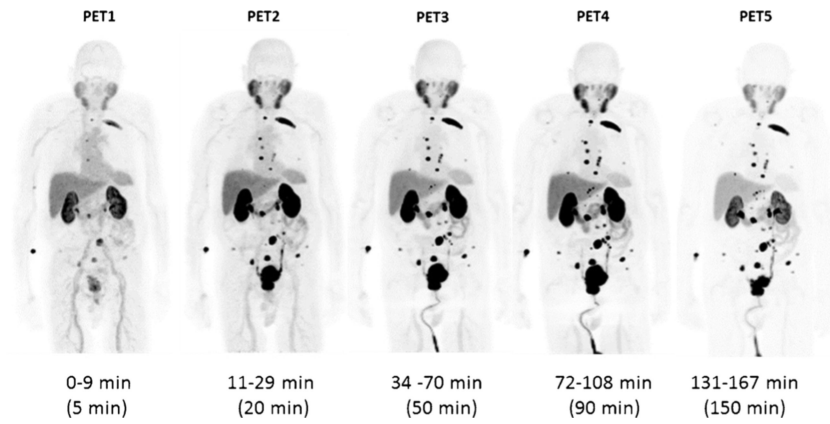 PET1 PET2 PET3 PET4 PET5
0-9 min 11-29 min 34 -70 min 72-108 min 131-167 min
(5 min) (20 min) (50 min) (90 min) (150 min)